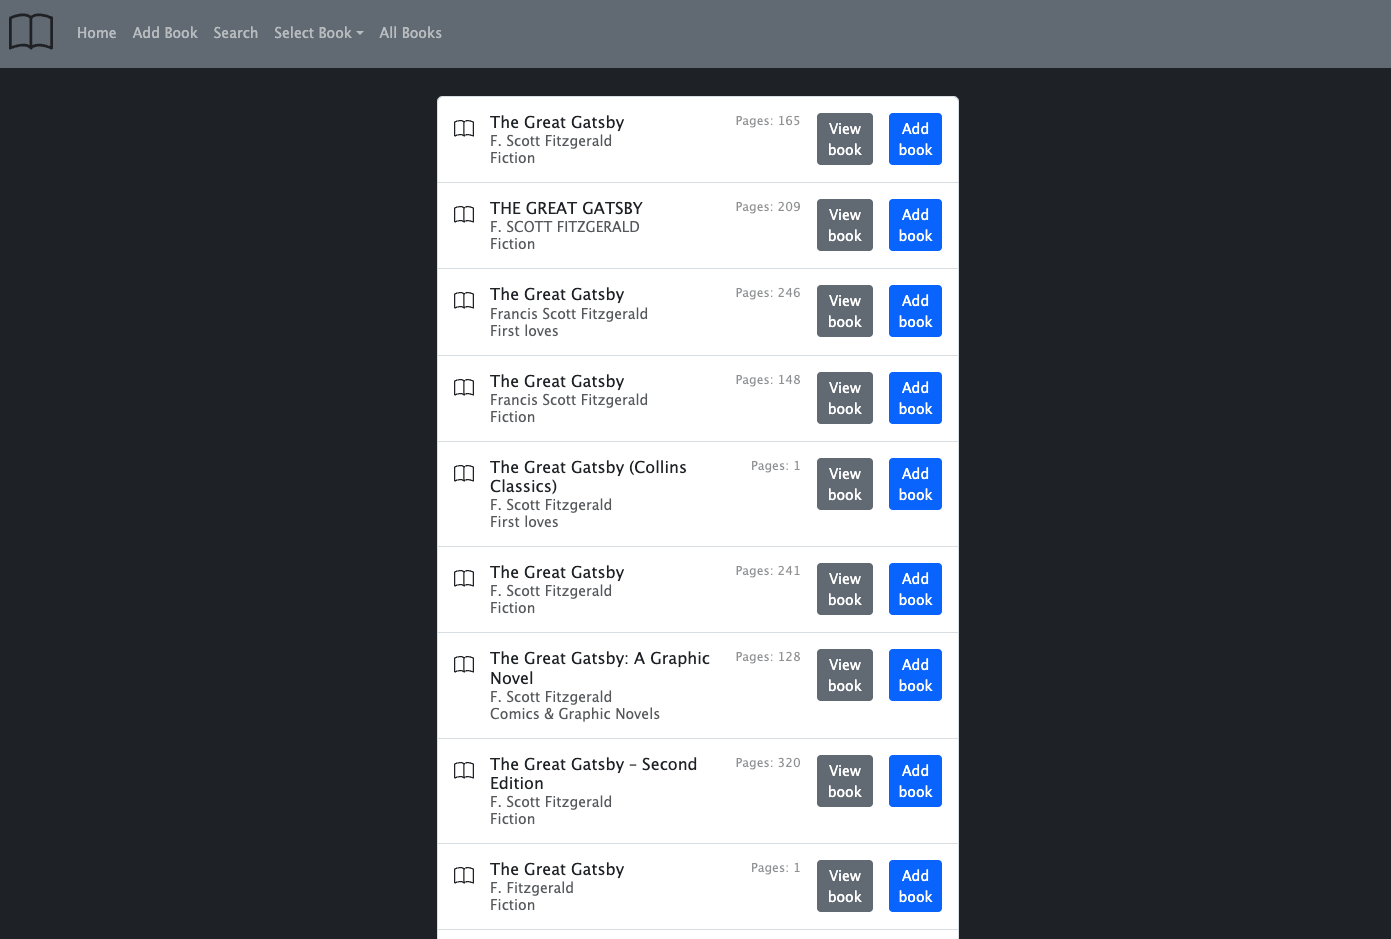 Home Add Book Search Select Book All Books
The Great Gatsby Pages: 165 View Add
F. Scott Fitzgerald book book
Fiction
THE GREAT GATSBY Pages: 209 View Add
F. SCOTT FITZGERALD book book
Fiction
The Great Gatsby Pages: 246 View Add
Francis Scott Fitzgerald book book
First loves
The Great Gatsby Pages: 148 View Add
Francis Scott Fitzgerald book book
Fiction
The Great Gatsby (Collins Pages: 1 View Add
Classics) book book
F. Scott Fitzgerald
First loves
The Great Gatsby Pages: 241 View Add
F. Scott Fitzgerald book book
Fiction
The Great Gatsby: A Graphic Pages: 128 View Add
Novel book book
F. Scott Fitzgerald
Comics & Graphic Novels
The Great Gatsby – Second Pages: 320 View Add
Edition book book
F. Scott Fitzgerald
Fiction
The Great Gatsby Pages: 1 View Add
F. Fitzgerald book book
Fiction